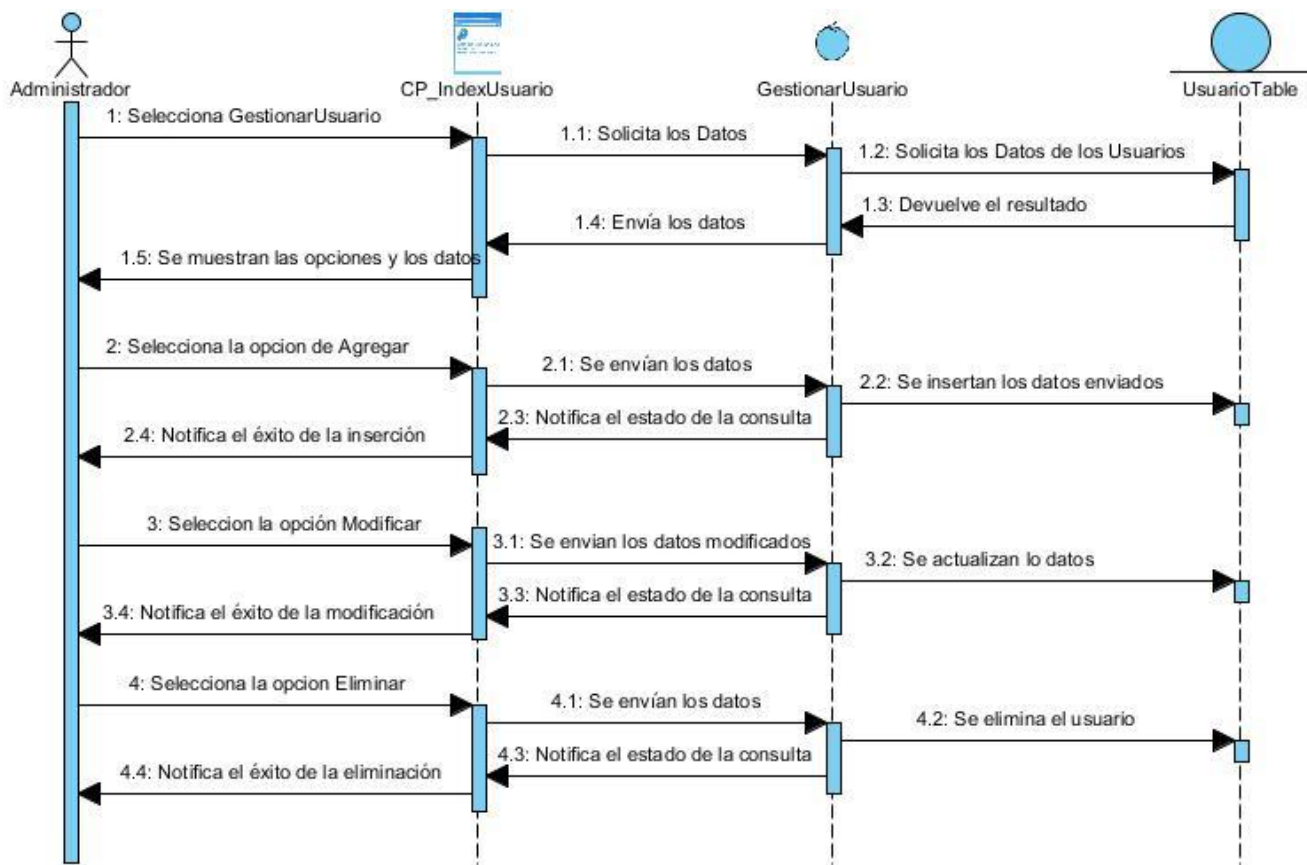 Administrador
CP_IndexUsuario
GestionarUsuario
UsuarioTable
1: Selecciona GestionarUsuario
1.1: Solicita los Datos
1.2: Solicita los Datos de los Usuarios
1.3: Devuelve el resultado
1.4: Envía los datos
1.5: Se muestran las opciones y los datos
2: Selecciona la opcion de Agregar
2.1: Se envían los datos
2.2: Se insertan los datos enviados
2.3: Notifica el estado de la consulta
2.4: Notifica el éxito de la inserción
3: Seleccion la opción Modificar
3.1: Se envian los datos modificados
3.2: Se actualizan lo datos
3.3: Notifica el estado de la consulta
3.4: Notifica el éxito de la modificación
4: Selecciona la opcion Eliminar
4.1: Se envían los datos
4.2: Se elimina el usuario
4.3: Notifica el estado de la consulta
4.4: Notifica el éxito de la eliminación